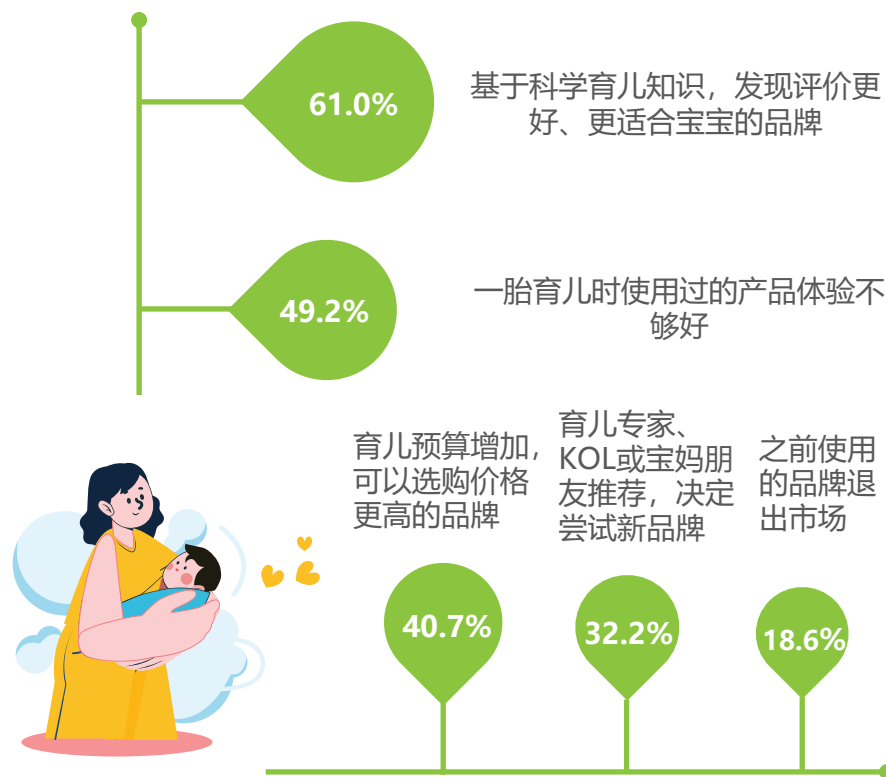 61.0%
基于科学育儿知识，发现评价更
好、更适合宝宝的品牌
49.2%
一胎育儿时使用过的产品体验不
够好
育儿预算增加，
可以选购价格
更高的品牌
40.7%
育儿专家、
KOL或宝妈朋
友推荐，决定
尝试新品牌
32.2%
之前使用
的品牌退
出市场
18.6%